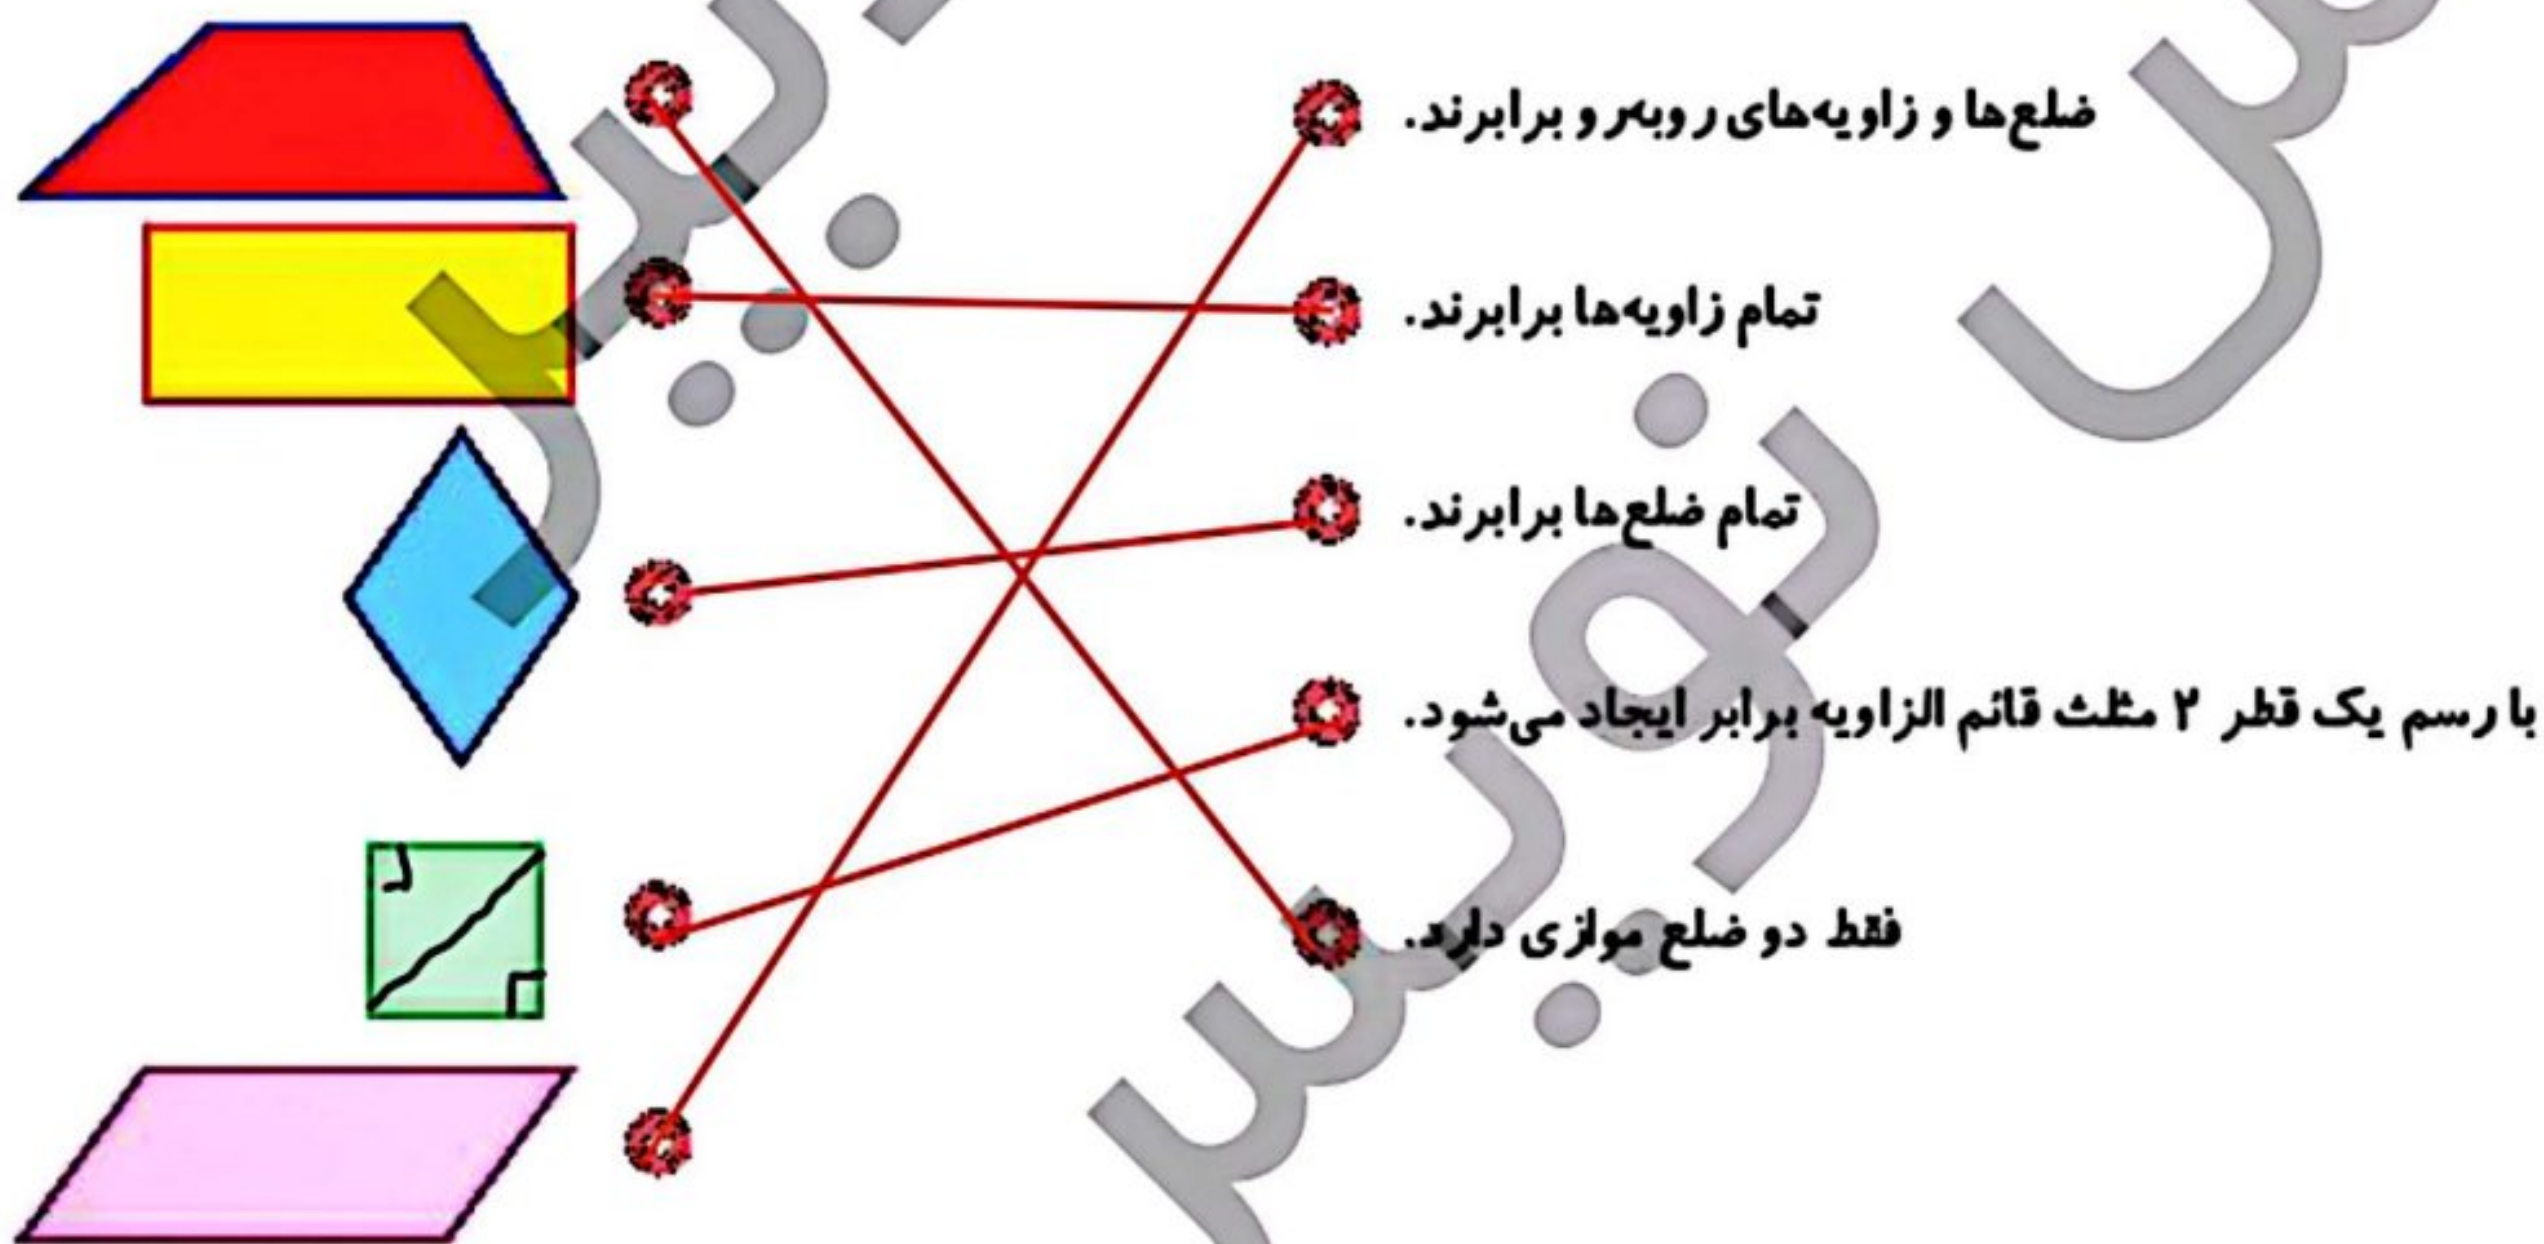 ضلع‌ها و زاویه‌های روبه‌رو برابرند.
تمام زاویه‌ها برابرند.
تمام ضلع‌ها برابرند.
با رسم یک قطر ۲ مثلث قائم الزاویه برابر ایجاد می‌شود.
فقط دو ضلع موازی دارد.